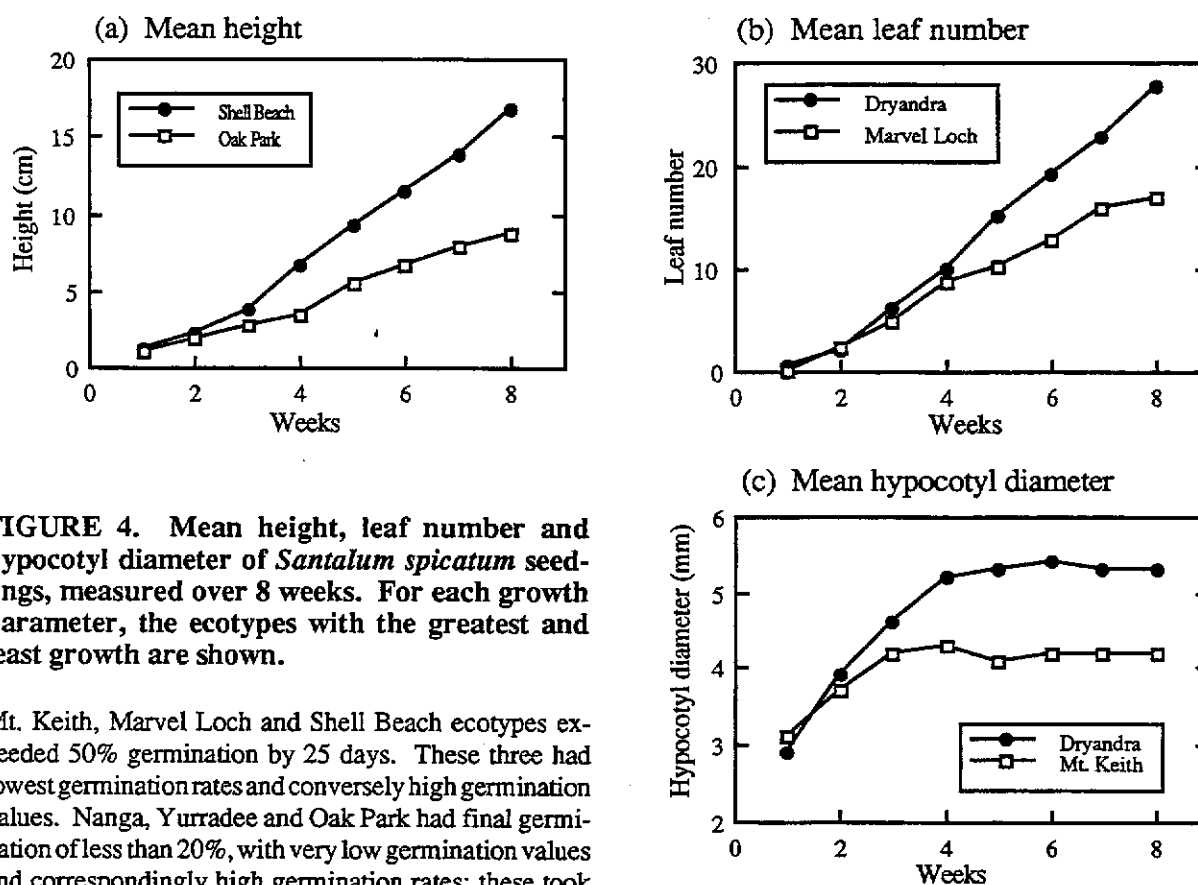 (a) Mean height
20
15
10
5
0
Height (cm)
Shell Beach
Oak Park
0 2 4 6 8
Weeks
(b) Mean leaf number
30
20
10
0
Leaf number
Dryandra
Marvel Loch
0 2 4 6 8
Weeks
IGURE 4. Mean height, leaf number and
ypocotyl diameter of Santalum spicatum seed-
ngs, measured over 8 weeks. For each growth
arameter, the ecotypes with the greatest and
east growth are shown.
Mt. Keith, Marvel Loch and Shell Beach ecotypes ex-
eeded 50% germination by 25 days. These three had
owest germination rates and conversely high germination
alues. Nanga, Yurradee and Oak Park had final germi-
ation of less than 20%, with very low germination values
nd correspondingly high germination rates; these took
(c) Mean hypocotyl diameter
6
5
4
3
2
Hypocotyl diameter (mm)
Dryandra
Mt. Keith
0 2 4 6 8
Weeks